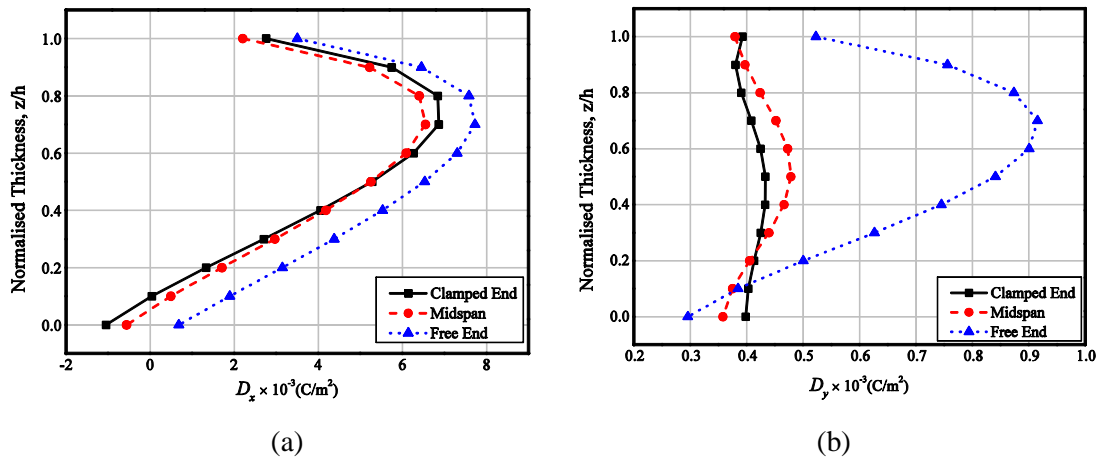 1.0
0.8
0.6
0.4
0.2
0.0
Normalised Thickness, z/h
Clamped End
Midspan
Free End
-2 0 2 4 6 8
Dx × 10⁻³(C/m²)
(a)
1.0
0.8
0.6
0.4
0.2
0.0
Normalised Thickness, z/h
Clamped End
Midspan
Free End
0.2 0.3 0.4 0.5 0.6 0.7 0.8 0.9 1.0
Dy × 10⁻³(C/m²)
(b)